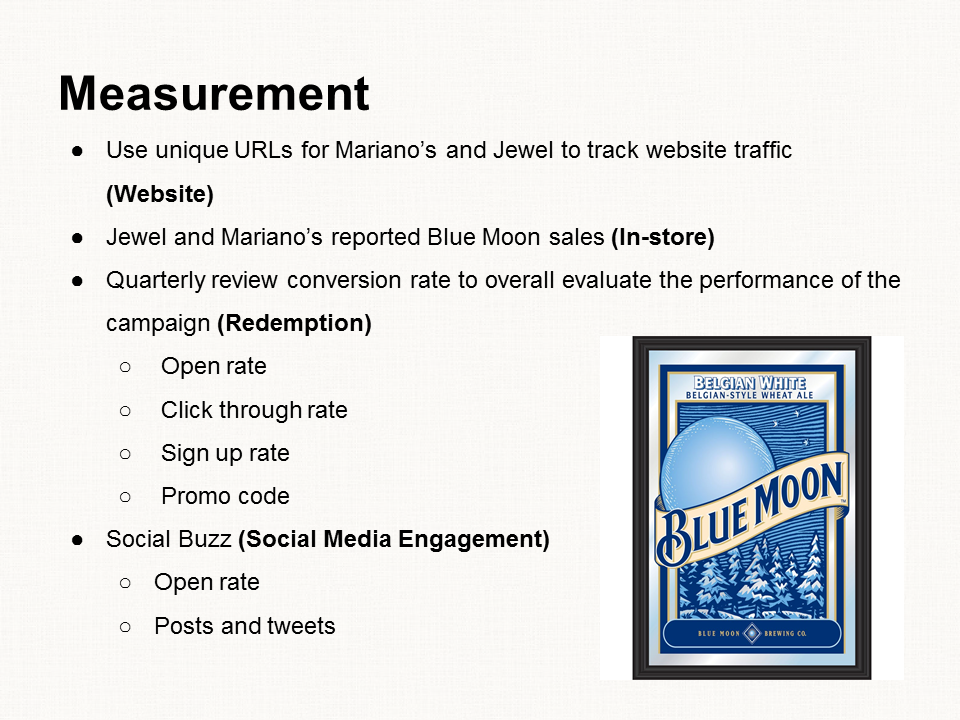 Measurement
● Use unique URLs for Mariano’s and Jewel to track website traffic
(Website)
● Jewel and Mariano’s reported Blue Moon sales (In-store)
● Quarterly review conversion rate to overall evaluate the performance of the
campaign (Redemption)
○ Open rate
○ Click through rate
○ Sign up rate
○ Promo code
● Social Buzz (Social Media Engagement)
○ Open rate
○ Posts and tweets
BELGIAN WHITE
BELGIAN-STYLE WHEAT ALE
BLUE MOON™
BLUE MOON BREWING CO.